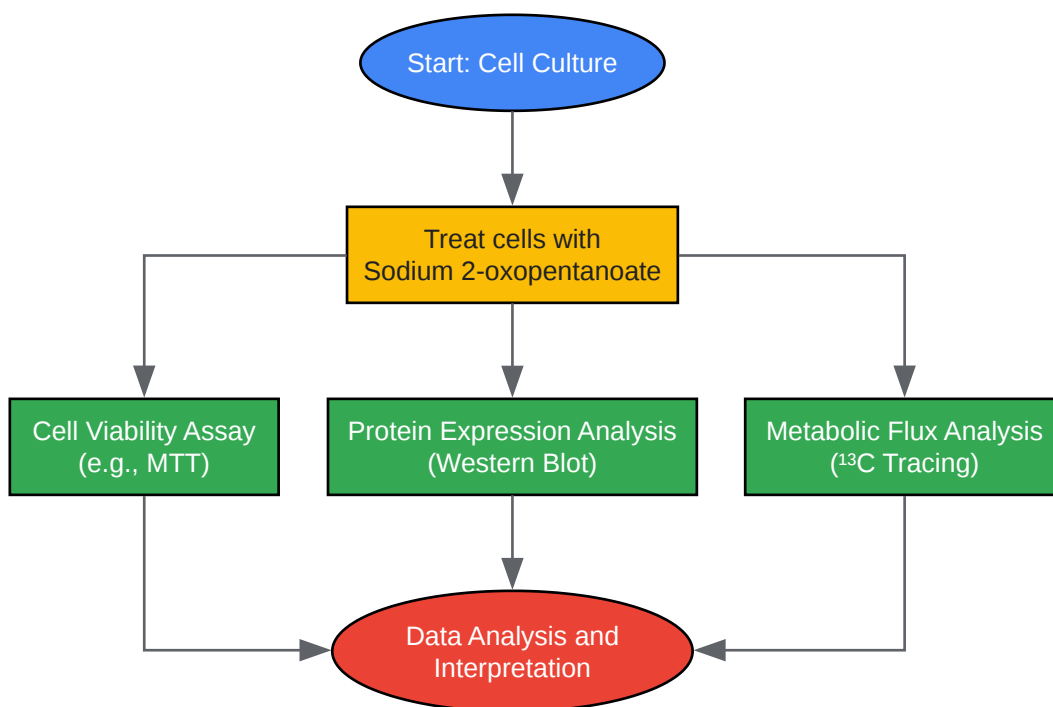 Start: Cell Culture
Treat cells with
Sodium 2-oxopentanoate
Cell Viability Assay
(e.g., MTT)
Protein Expression Analysis
(Western Blot)
Metabolic Flux Analysis
(¹³C Tracing)
Data Analysis and
Interpretation